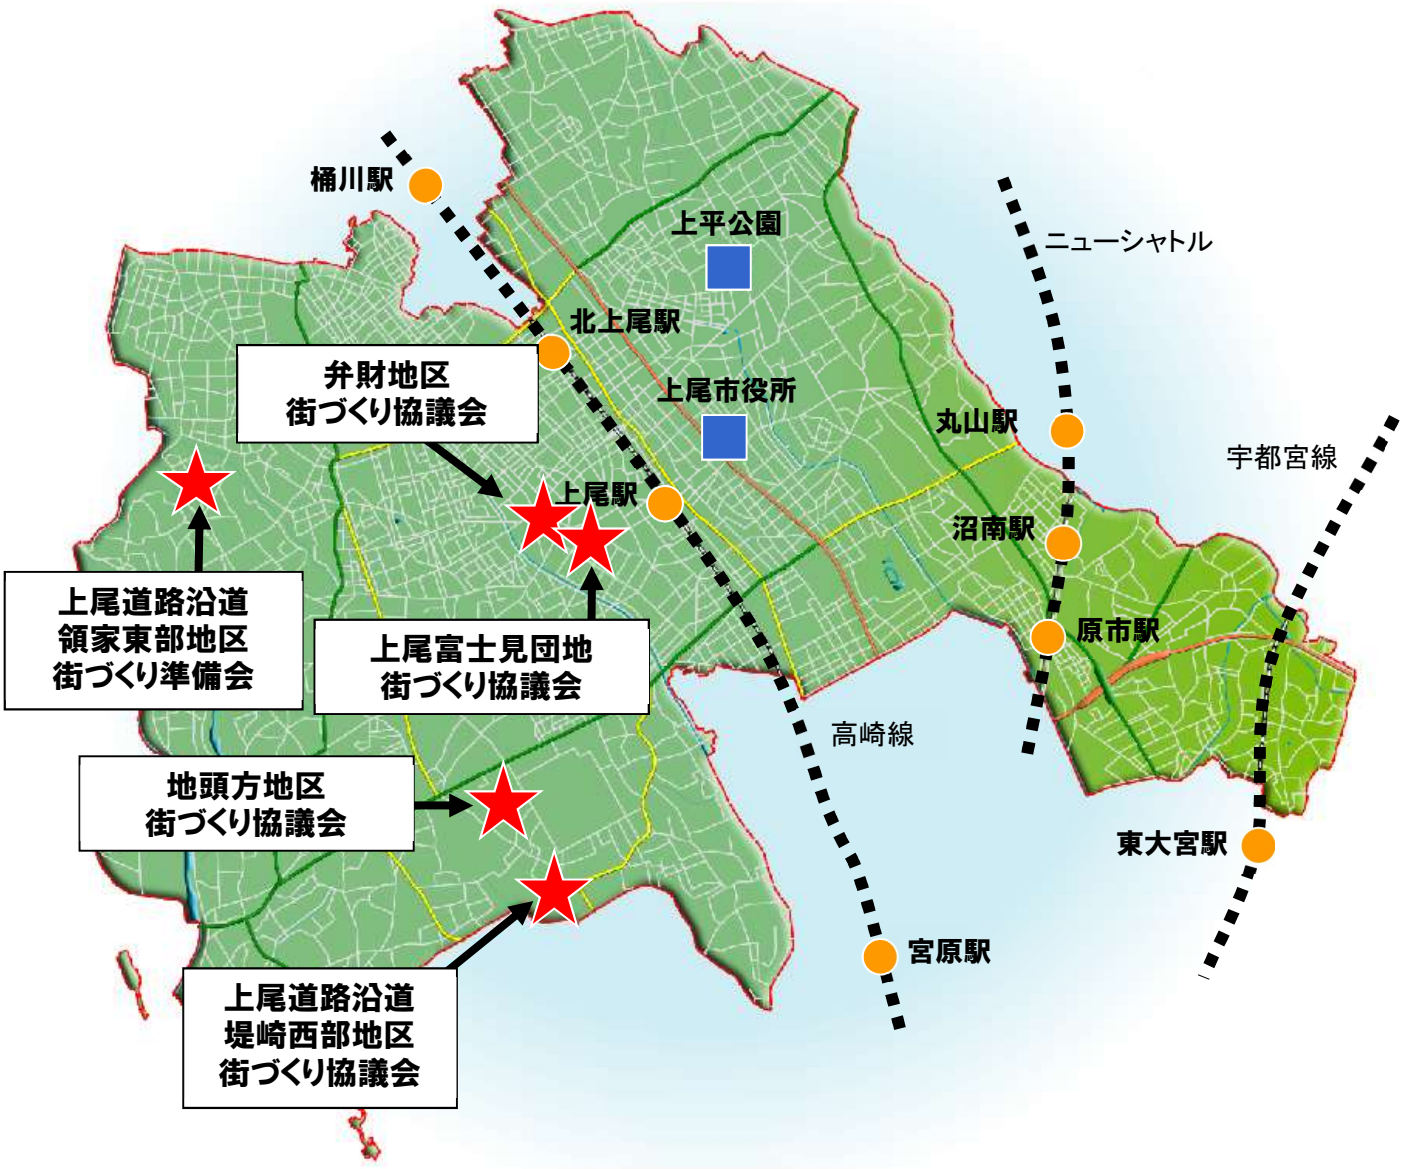 桶川駅
上平公園
ニューシャトル
北上尾駅
弁財地区
街づくり協議会
上尾市役所
丸山駅
宇都宮線
上尾駅
沼南駅
上尾道路沿道
領家東部地区
街づくり準備会
上尾富士見団地
街づくり協議会
原市駅
高崎線
地頭方地区
街づくり協議会
東大宮駅
宮原駅
上尾道路沿道
堤崎西部地区
街づくり協議会